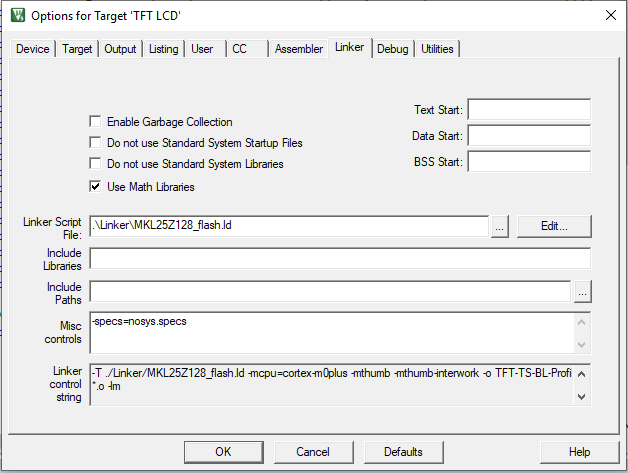 Options for Target 'TFT LCD'
Device Target Output Listing User CC Assembler Linker Debug Utilities
Enable Garbage Collection
Do not use Standard System Startup Files
Do not use Standard System Libraries
Use Math Libraries
Text Start:
Data Start:
BSS Start:
Linker Script File:
.\Linker\MKL25Z128_flash.ld
...
Edit...
Include Libraries
Include Paths
...
Misc controls
-specs=nosys.specs
Linker control string
-T ./Linker/MKL25Z128_flash.ld -mcpu=cortex-m0plus -mthumb -mthumb-interwork -o TFT-TS-BL-Profi
*.o -lm
OK Cancel Defaults Help